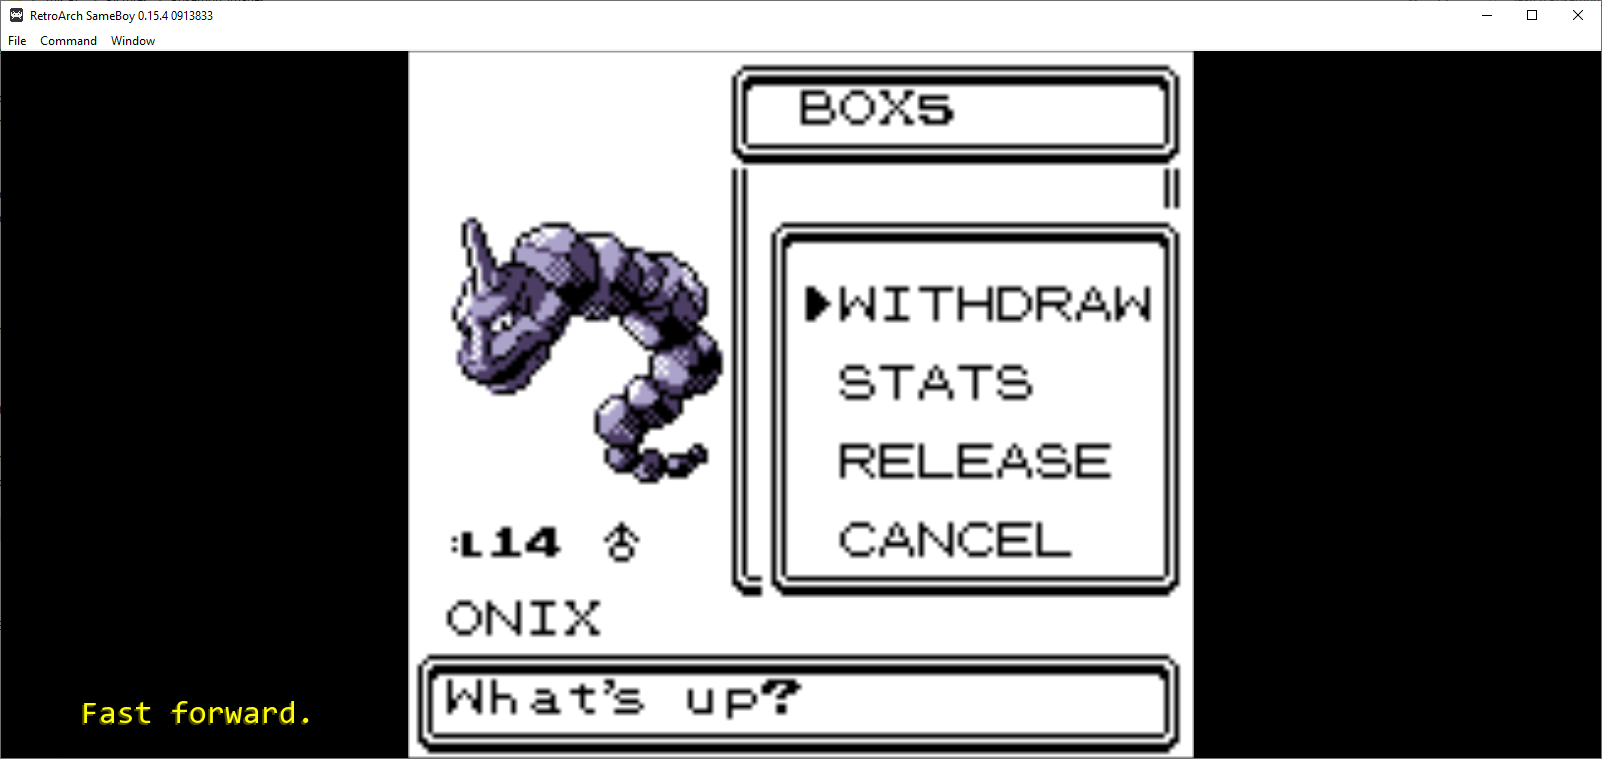 RetroArch SameBoy 0.15.4 0913833
File Command Window
BOX5
WITHDRAW
STATS
RELEASE
CANCEL
:L14 ♂
ONIX
What's up?
Fast forward.